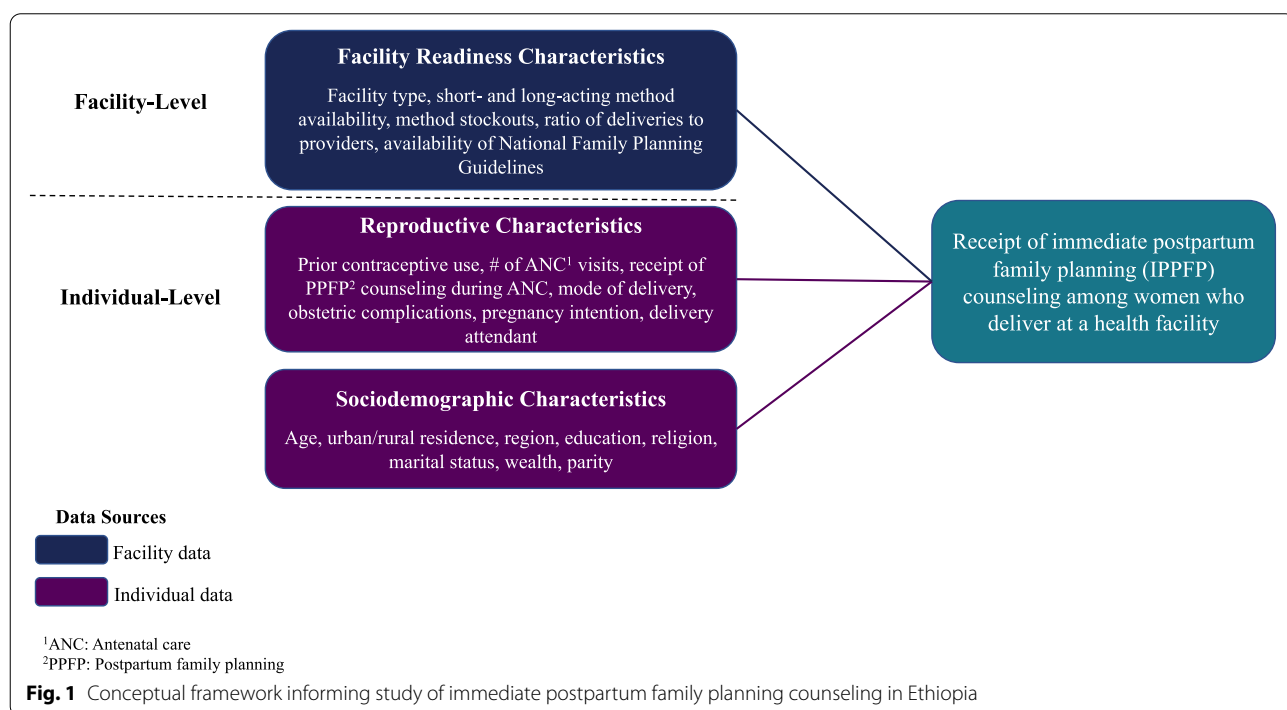 Facility-Level
Facility Readiness Characteristics
Facility type, short- and long-acting method
availability, method stockouts, ratio of deliveries to
providers, availability of National Family Planning
Guidelines
Individual-Level
Reproductive Characteristics
Prior contraceptive use, # of ANC¹ visits, receipt of
PPFP² counseling during ANC, mode of delivery,
obstetric complications, pregnancy intention, delivery
attendant
Sociodemographic Characteristics
Age, urban/rural residence, region, education, religion,
marital status, wealth, parity
Receipt of immediate postpartum
family planning (IPPFP)
counseling among women who
deliver at a health facility
Data Sources
Facility data
Individual data
¹ANC: Antenatal care
²PPFP: Postpartum family planning
Fig. 1 Conceptual framework informing study of immediate postpartum family planning counseling in Ethiopia